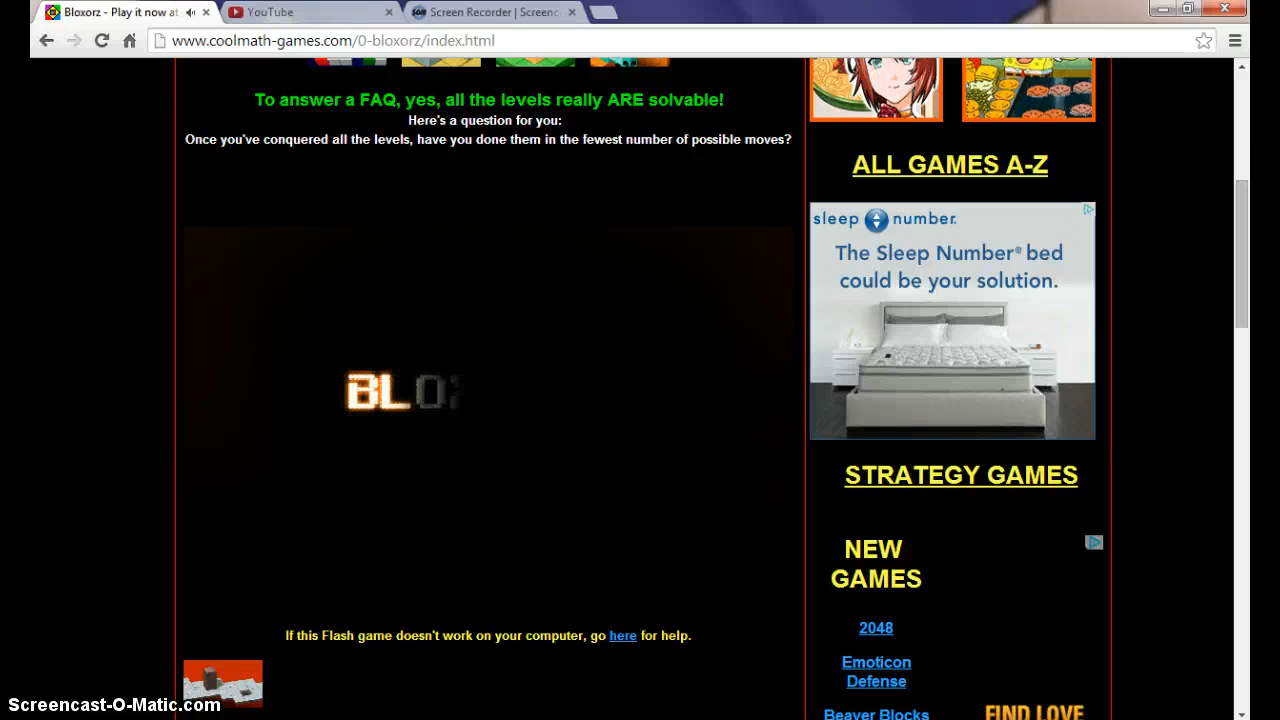 Bloxorz - Play it now at
YouTube
Screen Recorder | Screenc
www.coolmath-games.com/0-bloxorz/index.html
To answer a FAQ, yes, all the levels really ARE solvable!
Here's a question for you:
Once you've conquered all the levels, have you done them in the fewest number of possible moves?
ALL GAMES A-Z
sleep number.
The Sleep Number® bed
could be your solution.
BLOX
STRATEGY GAMES
NEW
GAMES
2048
Emoticon
Defense
Beaver Blocks
FIND LOVE
If this Flash game doesn't work on your computer, go here for help.
Screencast-O-Matic.com